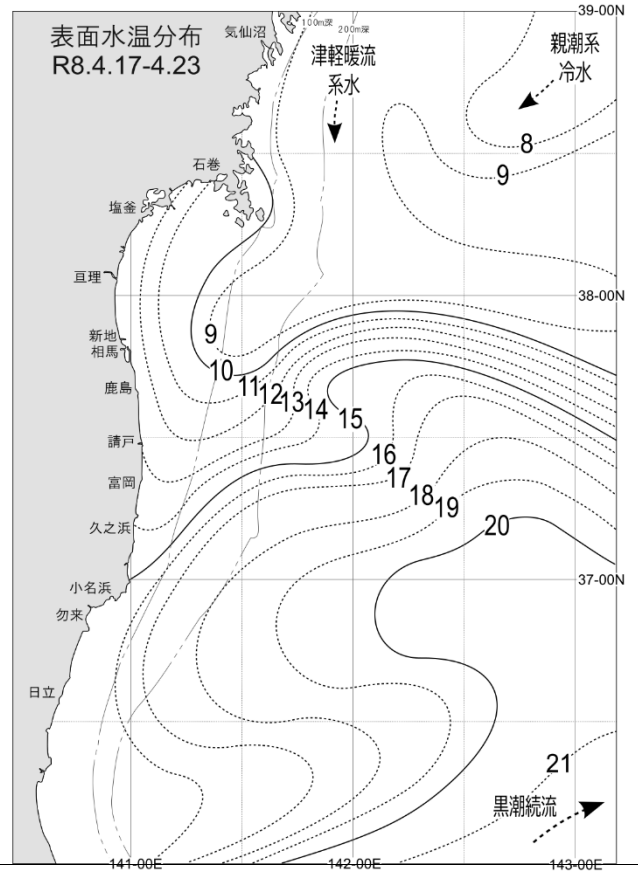 表面水温分布
R8.4.17-4.23
気仙沼
100m深
200m深
39-00N
津軽暖流
系水
親潮系
冷水
8
9
石巻
塩釜
亘理
38-00N
新地
相馬
9
10
鹿島
11
12
13
14
15
請戸
16
富岡
17
18
19
20
久之浜
37-00N
小名浜
勿来
日立
21
黒潮続流
141-00E
142-00E
143-00E